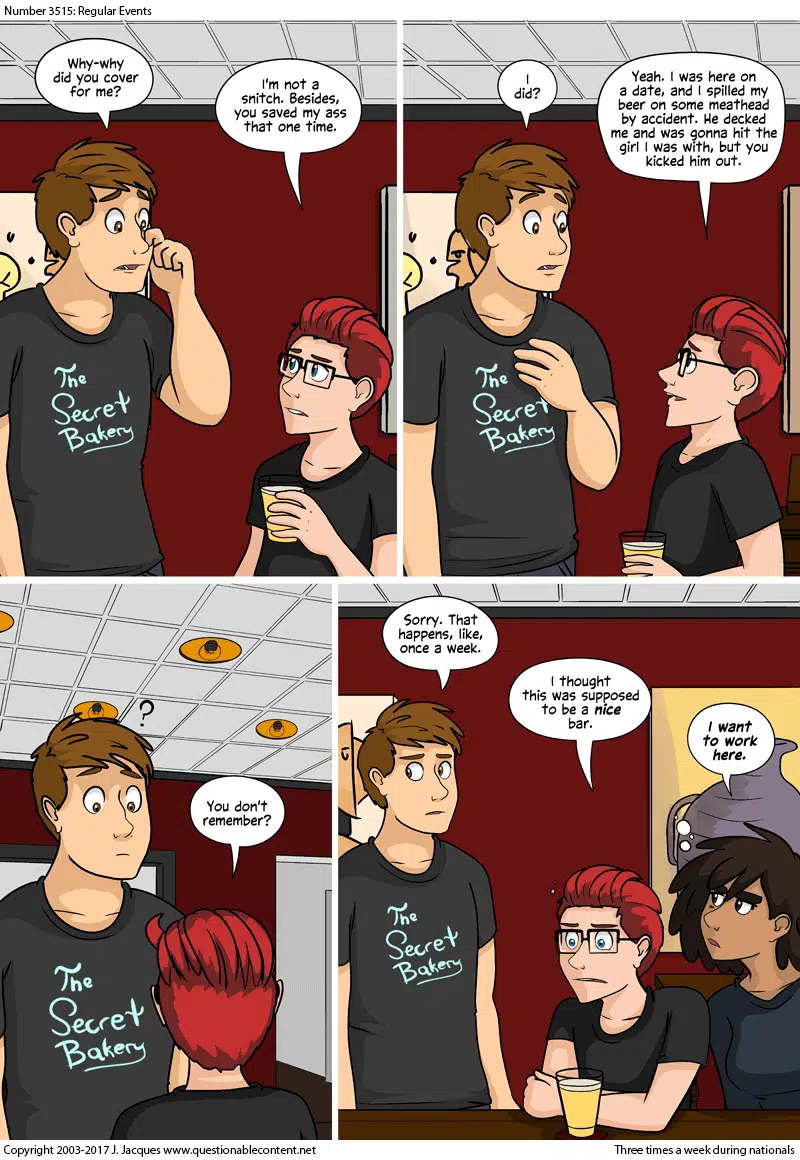 Number 3515: Regular Events
Why-why
did you cover
for me?
I'm not a
snitch. Besides,
you saved my ass
that one time.
The
Secret
Bakery
I
did?
Yeah. I was here on
a date, and I spilled my
beer on some meathead
by accident. He decked
me and was gonna hit the
girl I was with, but you
kicked him out.
The
Secret
Bakery
?
You don't
remember?
The
Secret
Bakery
Sorry. That
happens, like,
once a week.
I thought
this was supposed
to be a nice
bar.
I want
to work
here.
The
Secret
Bakery
Copyright 2003-2017 J. Jacques www.questionablecontent.net
Three times a week during nationals